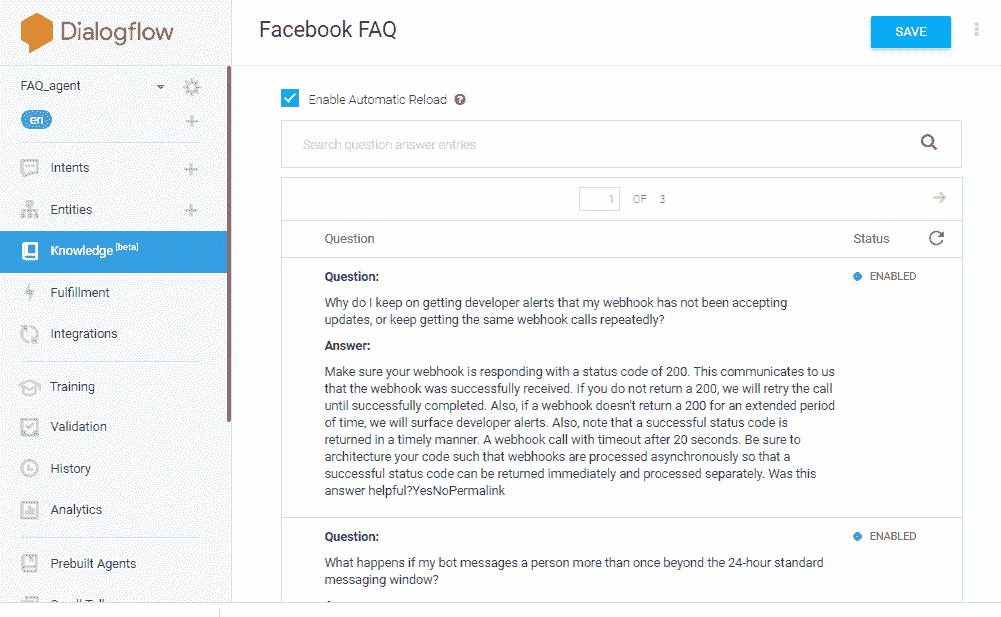 Dialogflow
FAQ_agent
en
Intents
Entities
Knowledge [beta]
Fulfillment
Integrations
Training
Validation
History
Analytics
Prebuilt Agents
Facebook FAQ
SAVE
Enable Automatic Reload
Search question answer entries
1 OF 3
Question Status
Question: ENABLED
Why do I keep on getting developer alerts that my webhook has not been accepting
updates, or keep getting the same webhook calls repeatedly?
Answer:
Make sure your webhook is responding with a status code of 200. This communicates to us
that the webhook was successfully received. If you do not return a 200, we will retry the call
until successfully completed. Also, if a webhook doesn't return a 200 for an extended period
of time, we will surface developer alerts. Also, note that a successful status code is
returned in a timely manner. A webhook call with timeout after 20 seconds. Be sure to
architecture your code such that webhooks are processed asynchronously so that a
successful status code can be returned immediately and processed separately. Was this
answer helpful?YesNoPermalink
Question: ENABLED
What happens if my bot messages a person more than once beyond the 24-hour standard
messaging window?